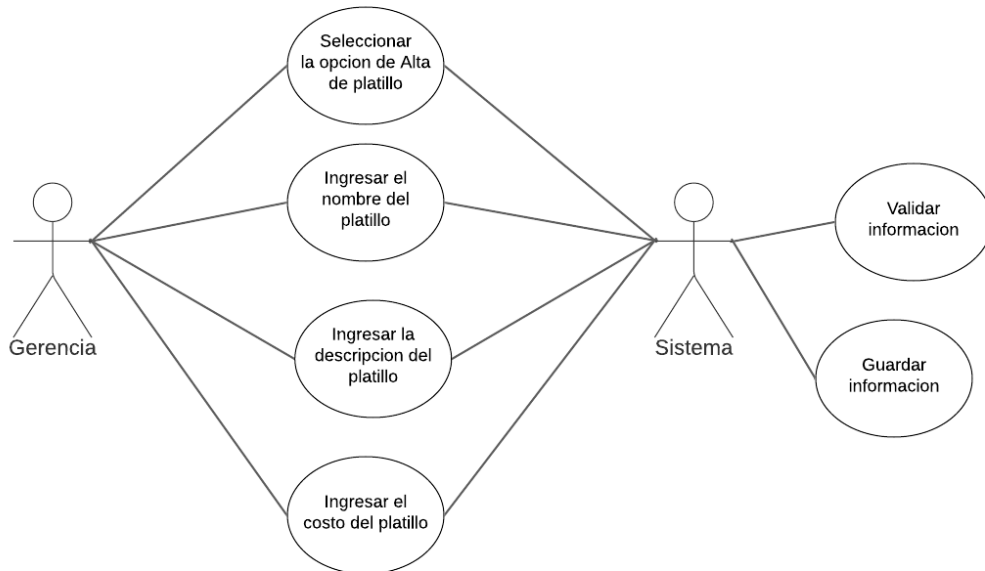 Seleccionar
la opcion de Alta
de platillo
Ingresar el
nombre del
platillo
Validar
informacion
Gerencia
Ingresar la
descripcion del
platillo
Sistema
Guardar
informacion
Ingresar el
costo del platillo